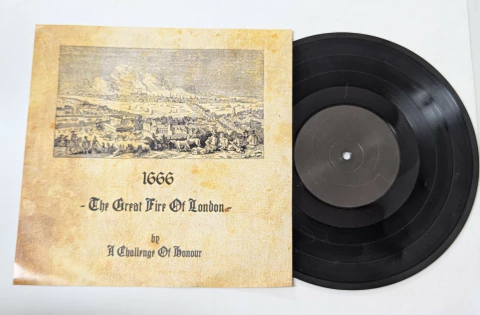 1666
- The Great Fire Of London -
by
A Challenge Of Honour